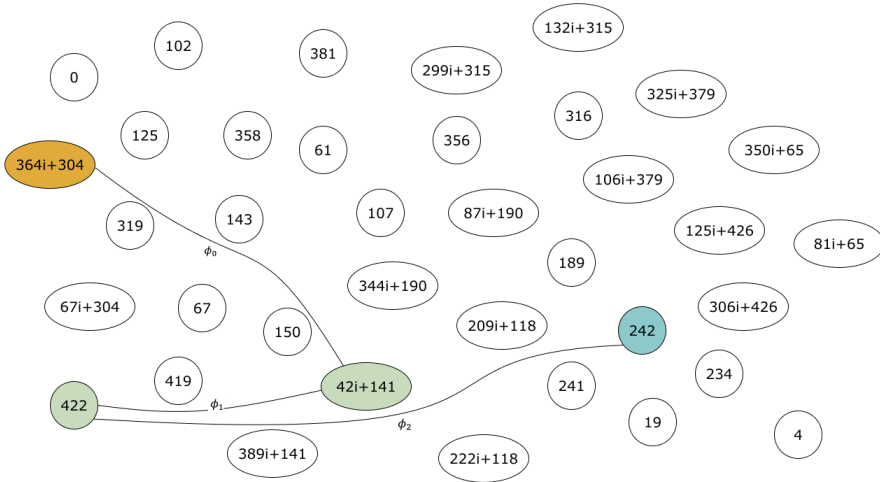 132i+315
102
381
299i+315
0
325i+379
316
125
358
356
61
350i+65
364i+304
106i+379
107
87i+190
143
319
125i+426
81i+65
ϕ₀
189
344i+190
67i+304
67
306i+426
209i+118
150
242
234
419
42i+141
241
422
ϕ₁
ϕ₂
19
4
389i+141
222i+118